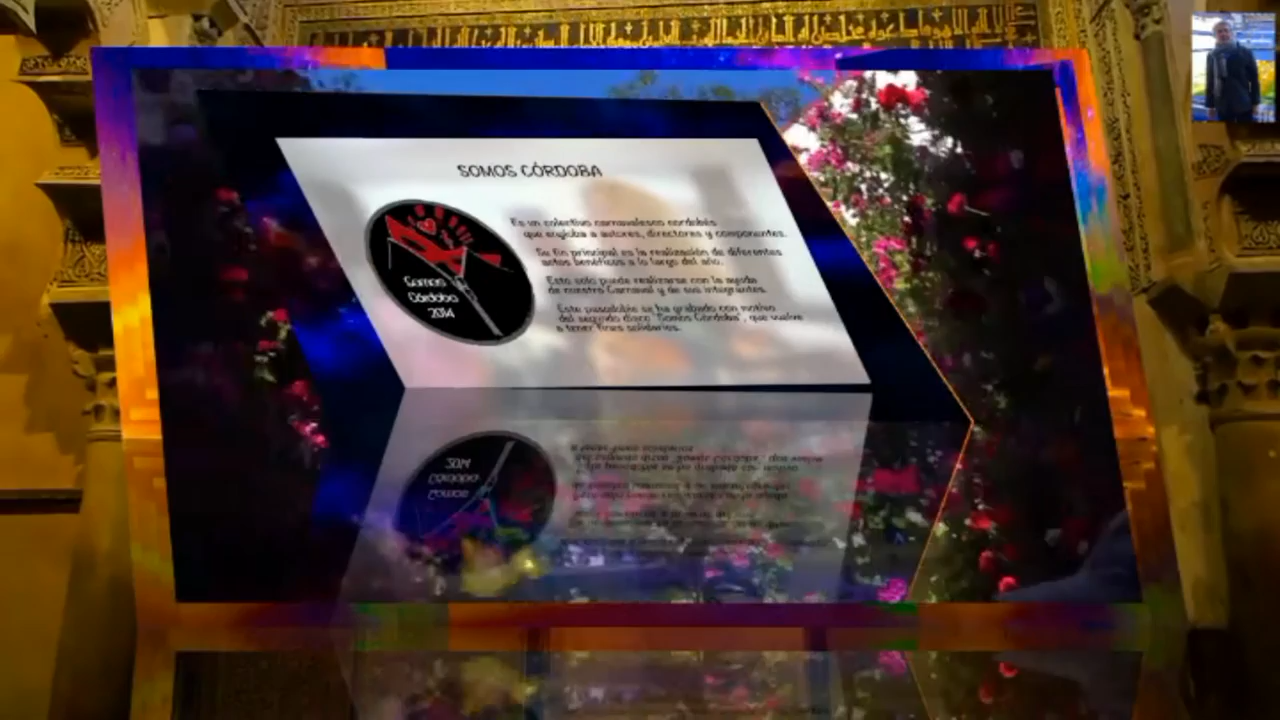 SOMOS CÓRDOBA
Es un colectivo carnavalesco cordobés
que engloba a autores, directores y componentes.
Su fin principal es la realización de diferentes
actos benéficos a lo largo del año.
Esto solo puede realizarse con la ayuda
de nuestro Carnaval y de sus integrantes.
Este pasodoble se ha grabado con motivo
del segundo disco "Somos Córdoba", que vuelve
a tener fines solidarios.
Somos
Córdoba
2014